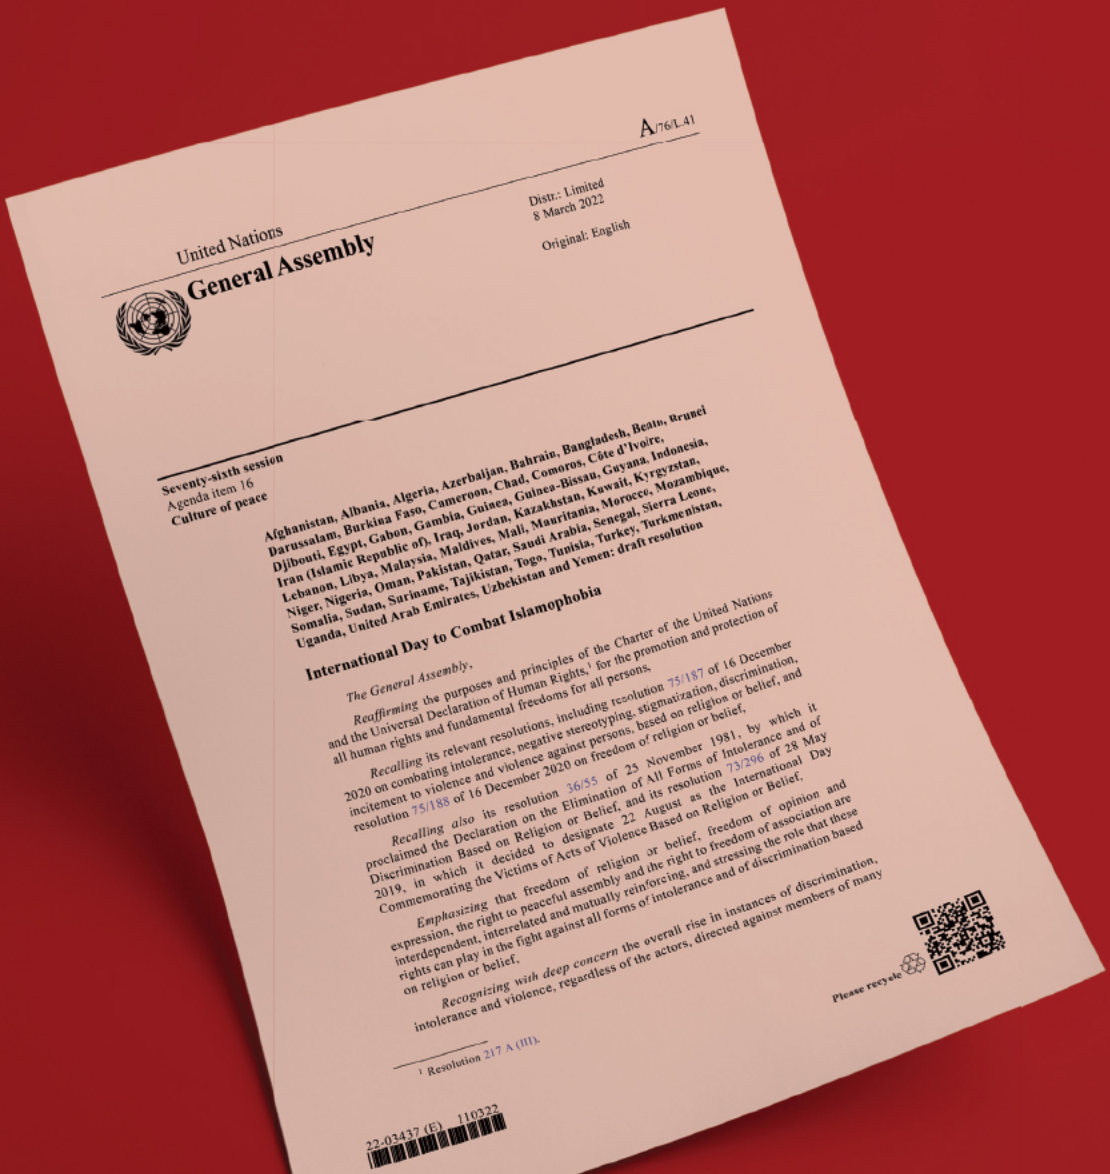 A/76/L.41
United Nations
General Assembly
Distr.: Limited
8 March 2022
Original: English
Seventy-sixth session
Agenda item 16
Culture of peace
Afghanistan, Albania, Algeria, Azerbaijan, Bahrain, Bangladesh, Benin, Brunei
Darussalam, Burkina Faso, Cameroon, Chad, Comoros, Côte d'Ivoire,
Djibouti, Egypt, Gabon, Gambia, Guinea, Guinea-Bissau, Guyana, Indonesia,
Iran (Islamic Republic of), Iraq, Jordan, Kazakhstan, Kuwait, Kyrgyzstan,
Lebanon, Libya, Malaysia, Maldives, Mali, Mauritania, Morocco, Mozambique,
Niger, Nigeria, Oman, Pakistan, Qatar, Saudi Arabia, Senegal, Sierra Leone,
Somalia, Sudan, Suriname, Tajikistan, Togo, Tunisia, Turkey, Turkmenistan,
Uganda, United Arab Emirates, Uzbekistan and Yemen: draft resolution
International Day to Combat Islamophobia
The General Assembly,
Reaffirming the purposes and principles of the Charter of the United Nations
and the Universal Declaration of Human Rights,¹ for the promotion and protection of
all human rights and fundamental freedoms for all persons,
Recalling its relevant resolutions, including resolution 75/187 of 16 December
2020 on combating intolerance, negative stereotyping, stigmatization, discrimination,
incitement to violence and violence against persons, based on religion or belief, and
resolution 75/188 of 16 December 2020 on freedom of religion or belief,
Recalling also its resolution 36/55 of 25 November 1981, by which it
proclaimed the Declaration on the Elimination of All Forms of Intolerance and of
Discrimination Based on Religion or Belief, and its resolution 73/296 of 28 May
2019, in which it decided to designate 22 August as the International Day
Commemorating the Victims of Acts of Violence Based on Religion or Belief,
Emphasizing that freedom of religion or belief, freedom of opinion and
expression, the right to peaceful assembly and the right to freedom of association are
interdependent, interrelated and mutually reinforcing, and stressing the role that these
rights can play in the fight against all forms of intolerance and of discrimination based
on religion or belief,
Recognizing with deep concern the overall rise in instances of discrimination,
intolerance and violence, regardless of the actors, directed against members of many
¹ Resolution 217 A (III).
22-03437 (E) 110322
Please recycle